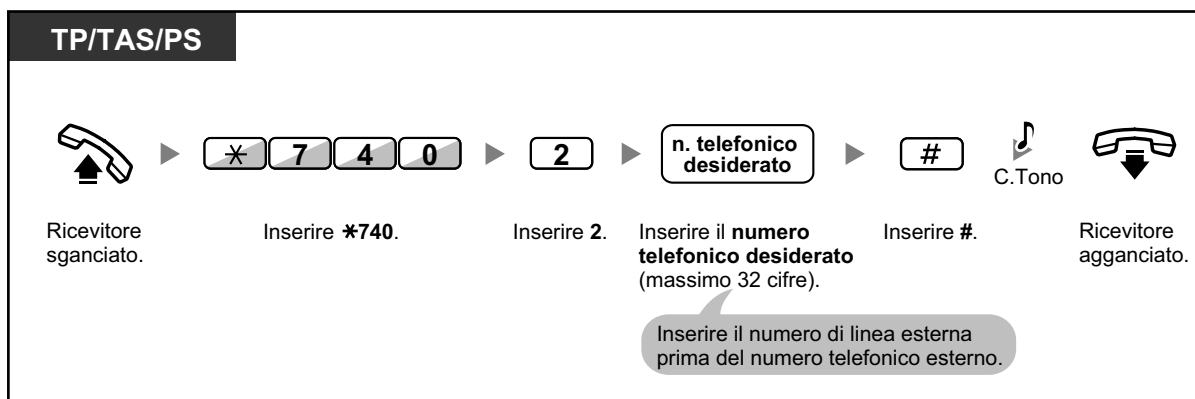 TP/TAS/PS
✳ 7 4 0
2
n. telefonico
desiderato
#
C.Tono
Ricevitore
sganciato.
Inserire ✳740.
Inserire 2.
Inserire il numero
telefonico desiderato
(massimo 32 cifre).
Inserire #.
Ricevitore
agganciato.
Inserire il numero di linea esterna
prima del numero telefonico esterno.